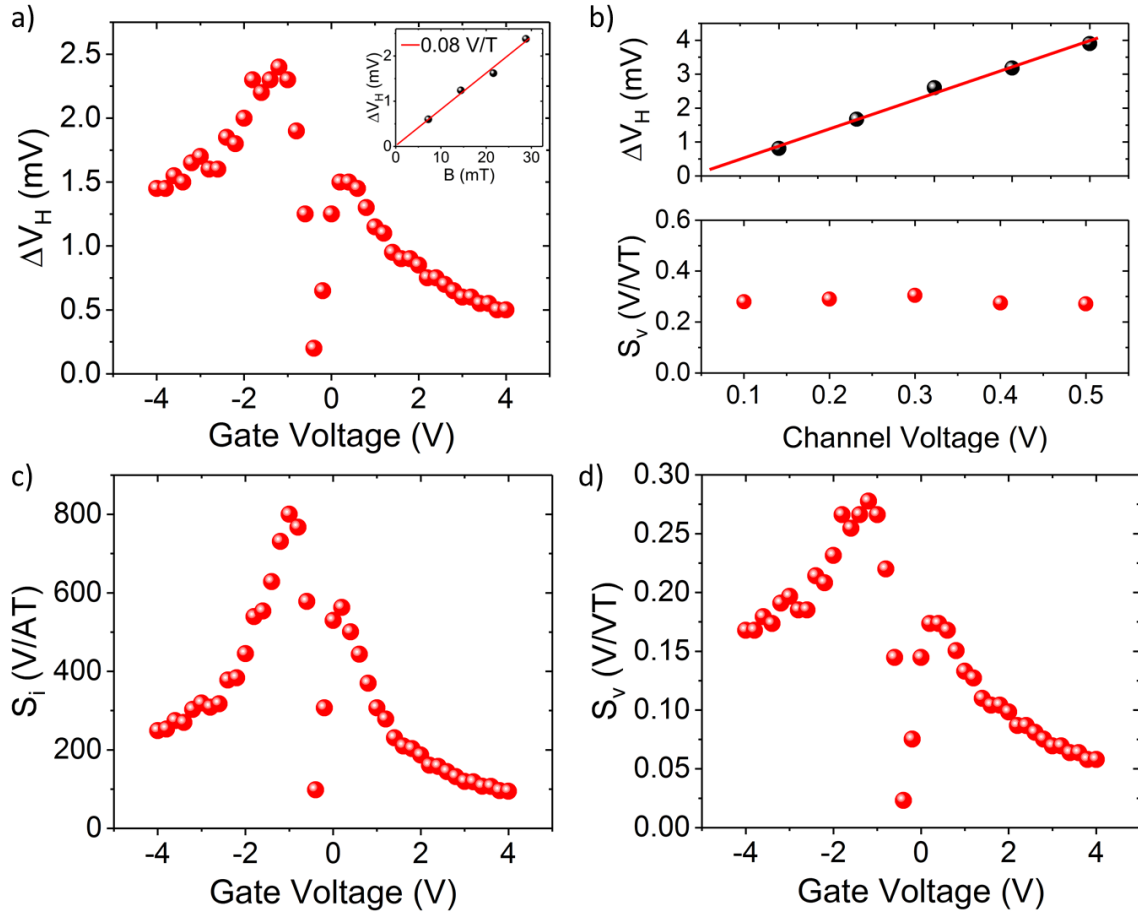 a)
2.5
2.0
1.5
1.0
0.5
0.0
ΔV_H (mV)
-4 -2 0 2 4
Gate Voltage (V)
0.08 V/T
2
1
0
ΔV_H (mV)
0 10 20 30
B (mT)
b)
4
3
2
1
0
ΔV_H (mV)
0.6
0.4
0.2
0.0
S_v (V/VT)
0.1 0.2 0.3 0.4 0.5
Channel Voltage (V)
c)
800
600
400
200
0
S_i (V/AT)
-4 -2 0 2 4
Gate Voltage (V)
d)
0.30
0.25
0.20
0.15
0.10
0.05
0.00
S_v (V/VT)
-4 -2 0 2 4
Gate Voltage (V)